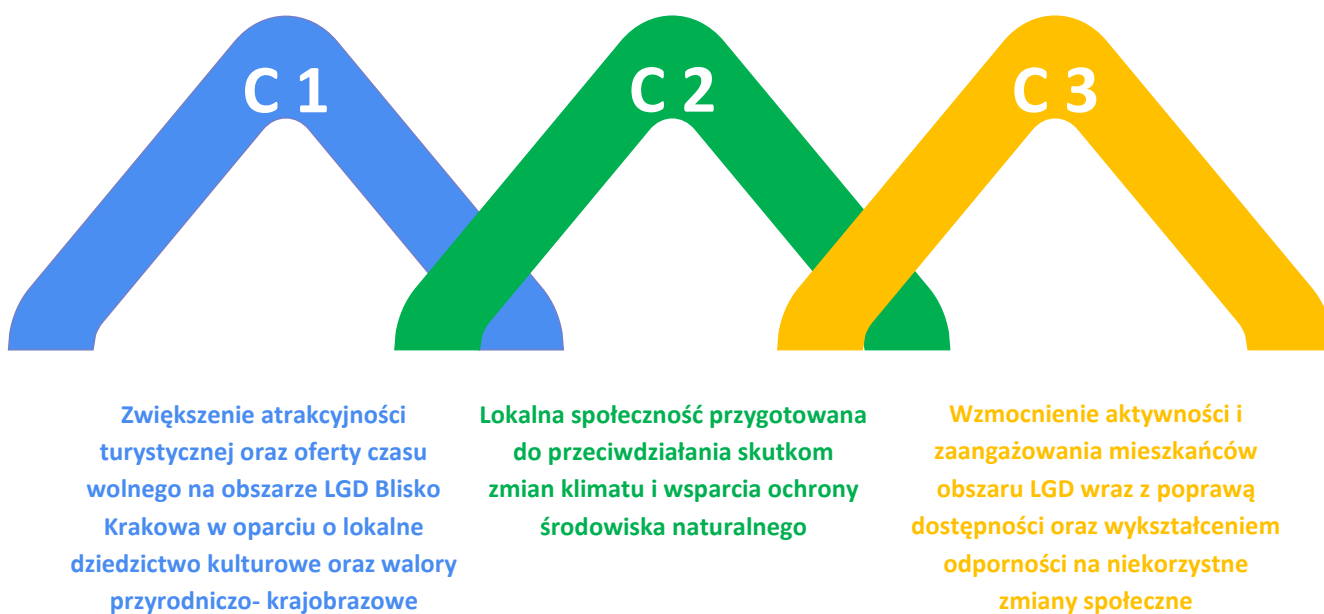 C 1
C 2
C 3
Zwiększenie atrakcyjności
turystycznej oraz oferty czasu
wolnego na obszarze LGD Blisko
Krakowa w oparciu o lokalne
dziedzictwo kulturowe oraz walory
przyrodniczo- krajobrazowe
Lokalna społeczność przygotowana
do przeciwdziałania skutkom
zmian klimatu i wsparcia ochrony
środowiska naturalnego
Wzmocnienie aktywności i
zaangażowania mieszkańców
obszaru LGD wraz z poprawą
dostępności oraz wykształceniem
odporności na niekorzystne
zmiany społeczne